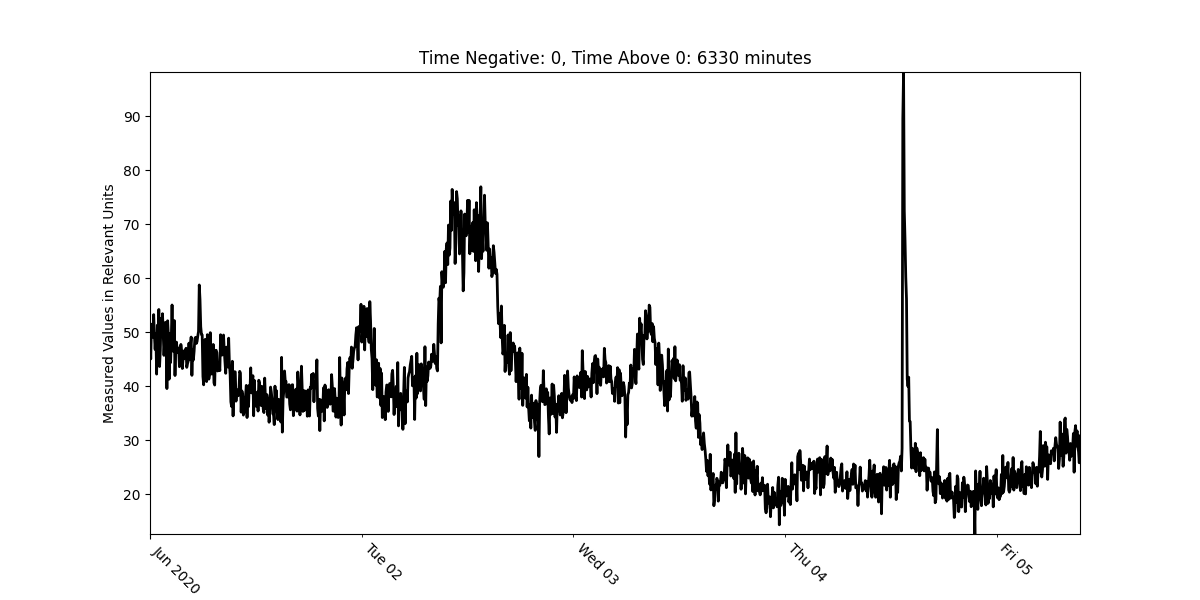 Time Negative: 0, Time Above 0: 6330 minutes
Measured Values in Relevant Units
90
80
70
60
50
40
30
20
Jun 2020
Tue 02
Wed 03
Thu 04
Fri 05